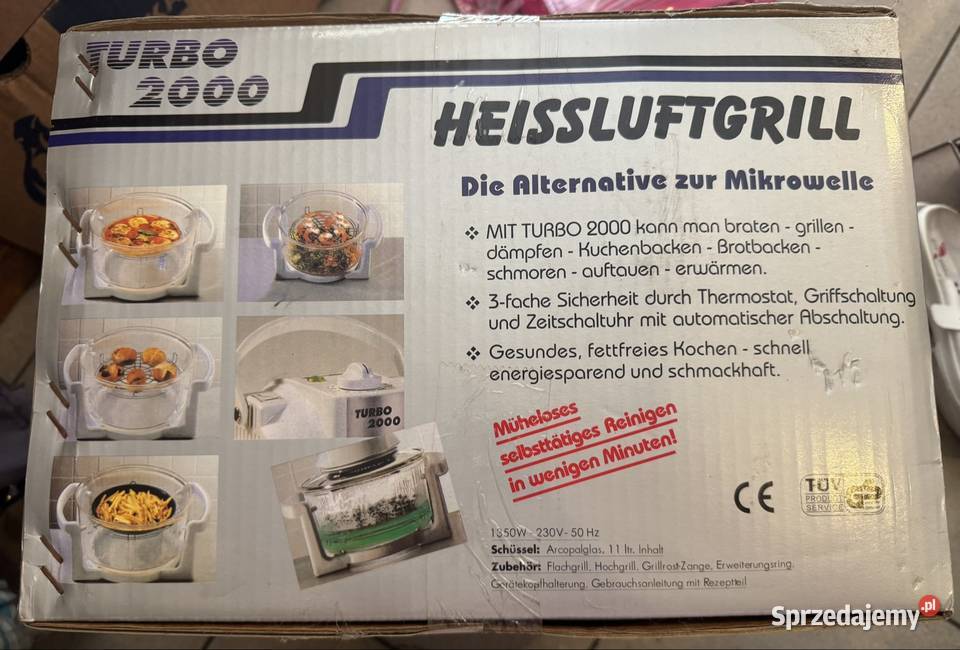 TURBO
2000
HEISSLUFTGRILL
Die Alternative zur Mikrowelle
❖ MIT TURBO 2000 kann man braten - grillen -
dämpfen - Kuchenbacken - Brotbacken -
schmoren - auftauen - erwärmen.
❖ 3-fache Sicherheit durch Thermostat, Griffschaltung
und Zeitschaltuhr mit automatischer Abschaltung.
❖ Gesundes, fettfreies Kochen - schnell
energiesparend und schmackhaft.
TURBO
2000
Müheloses
selbsttätiges Reinigen
in wenigen Minuten!
CE
TÜV
PRODUCT
SERVICE
1350W - 230V - 50 Hz
Schüssel: Arcopalglas, 11 ltr. Inhalt
Zubehör: Flachgrill, Hochgrill, Grillrost-Zange, Erweiterungsring,
Gerätekopfhalterung, Gebrauchsanleitung mit Rezeptteil
Sprzedajemy.pl